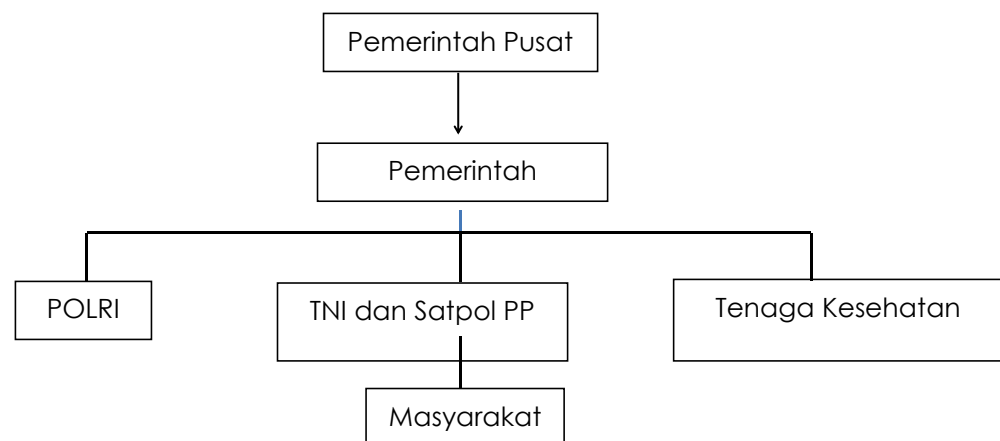 Pemerintah Pusat
Pemerintah
POLRI
TNI dan Satpol PP
Tenaga Kesehatan
Masyarakat